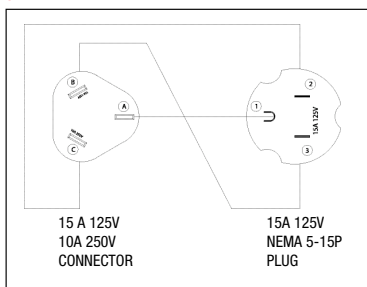 B
A
C
1
2
3
15A 125V
15 A 125V
10A 250V
CONNECTOR
15A 125V
NEMA 5-15P
PLUG